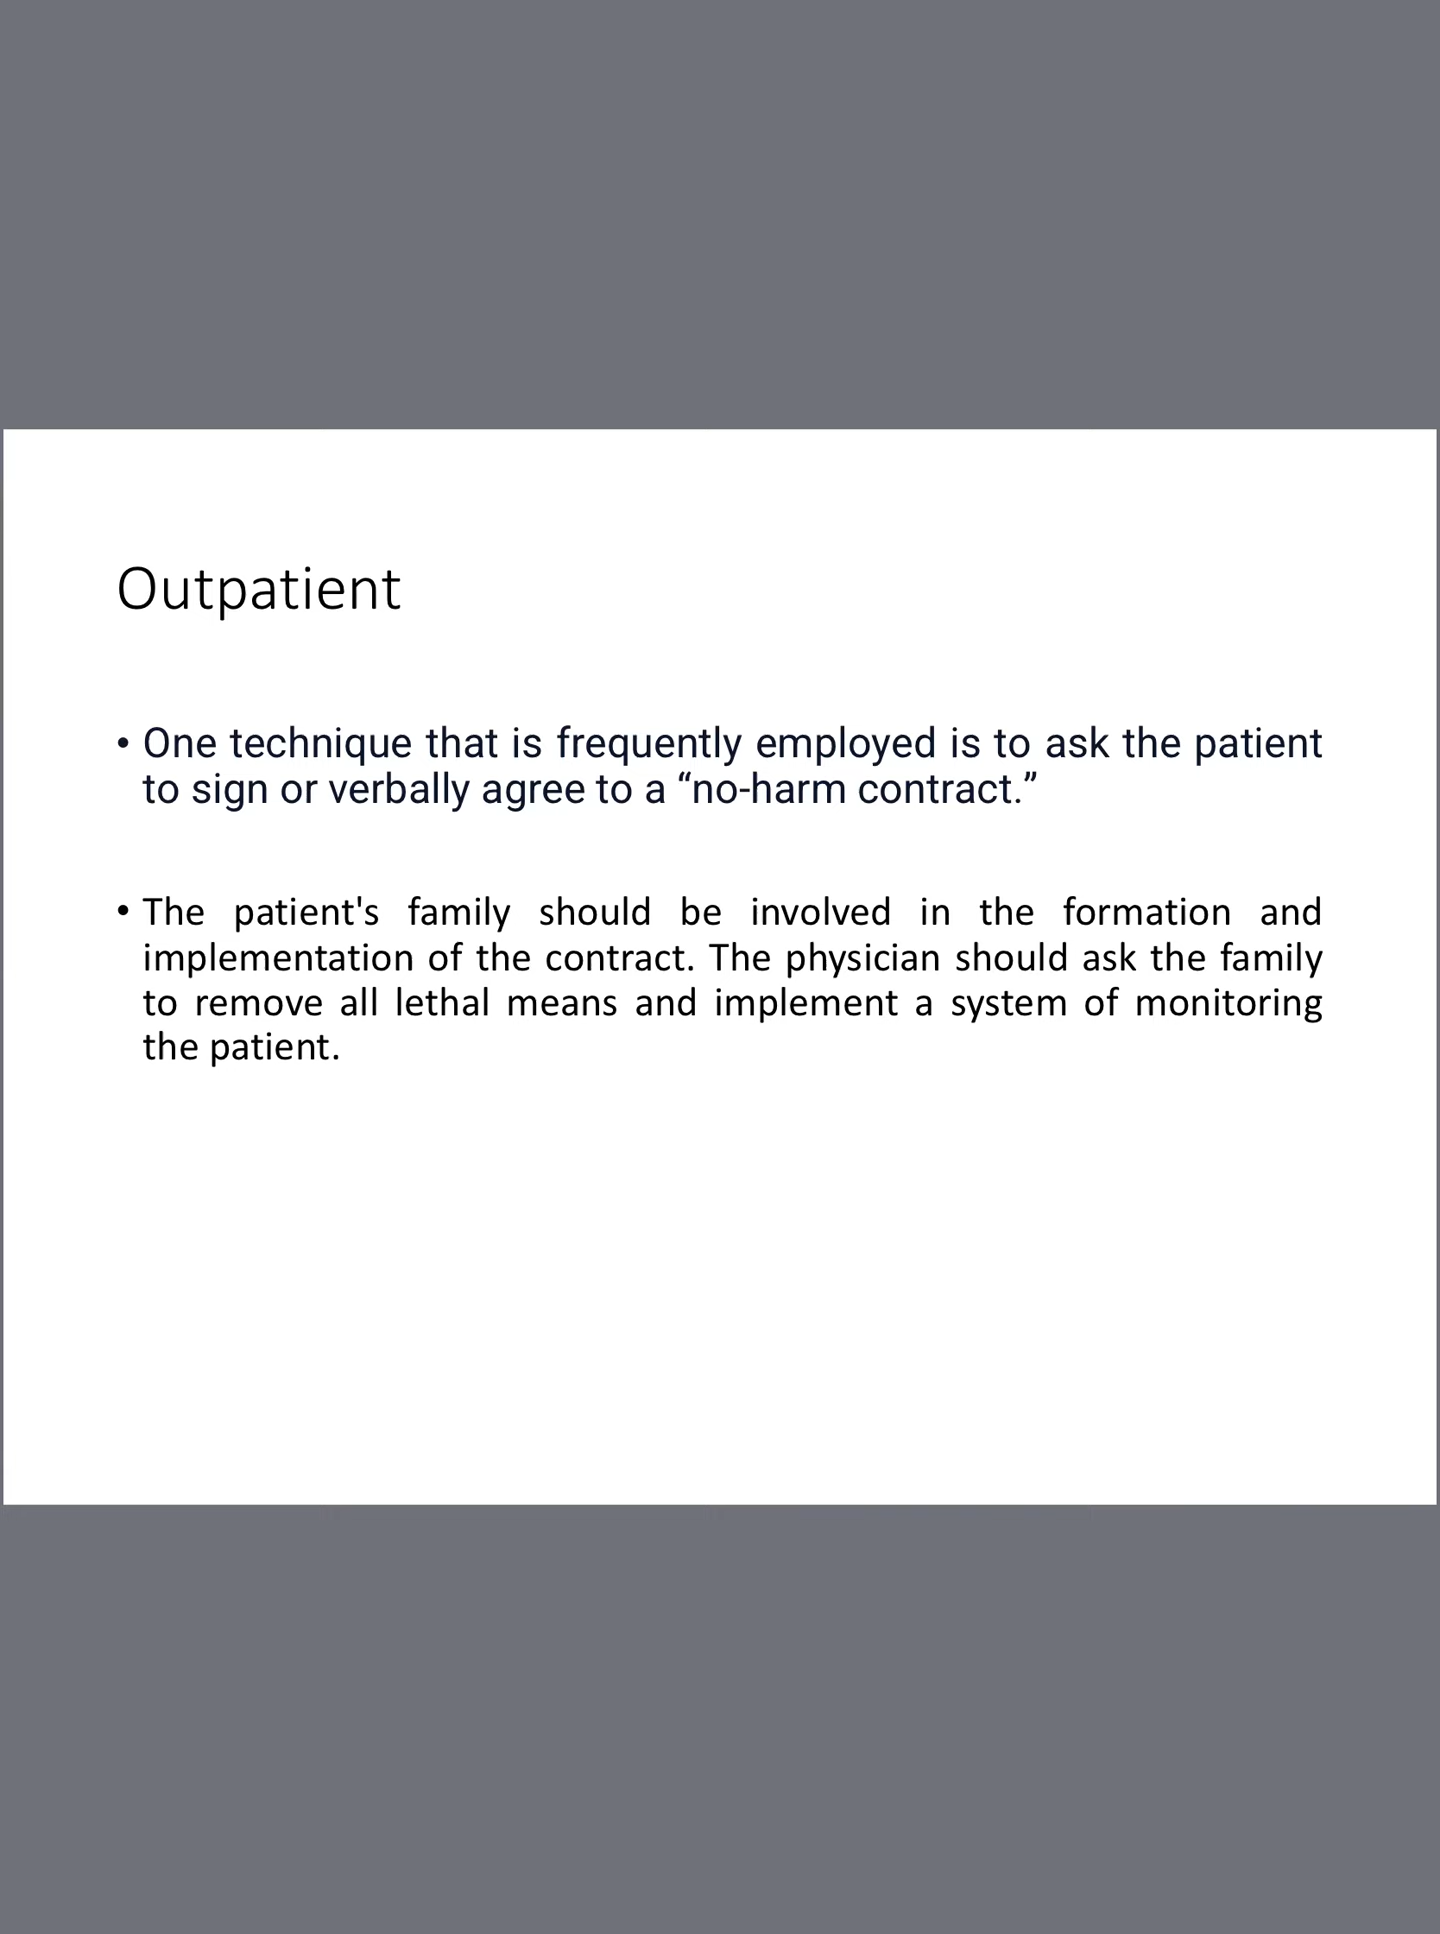 Outpatient
• One technique that is frequently employed is to ask the patient
to sign or verbally agree to a “no-harm contract.”
• The patient's family should be involved in the formation and
implementation of the contract. The physician should ask the family
to remove all lethal means and implement a system of monitoring
the patient.